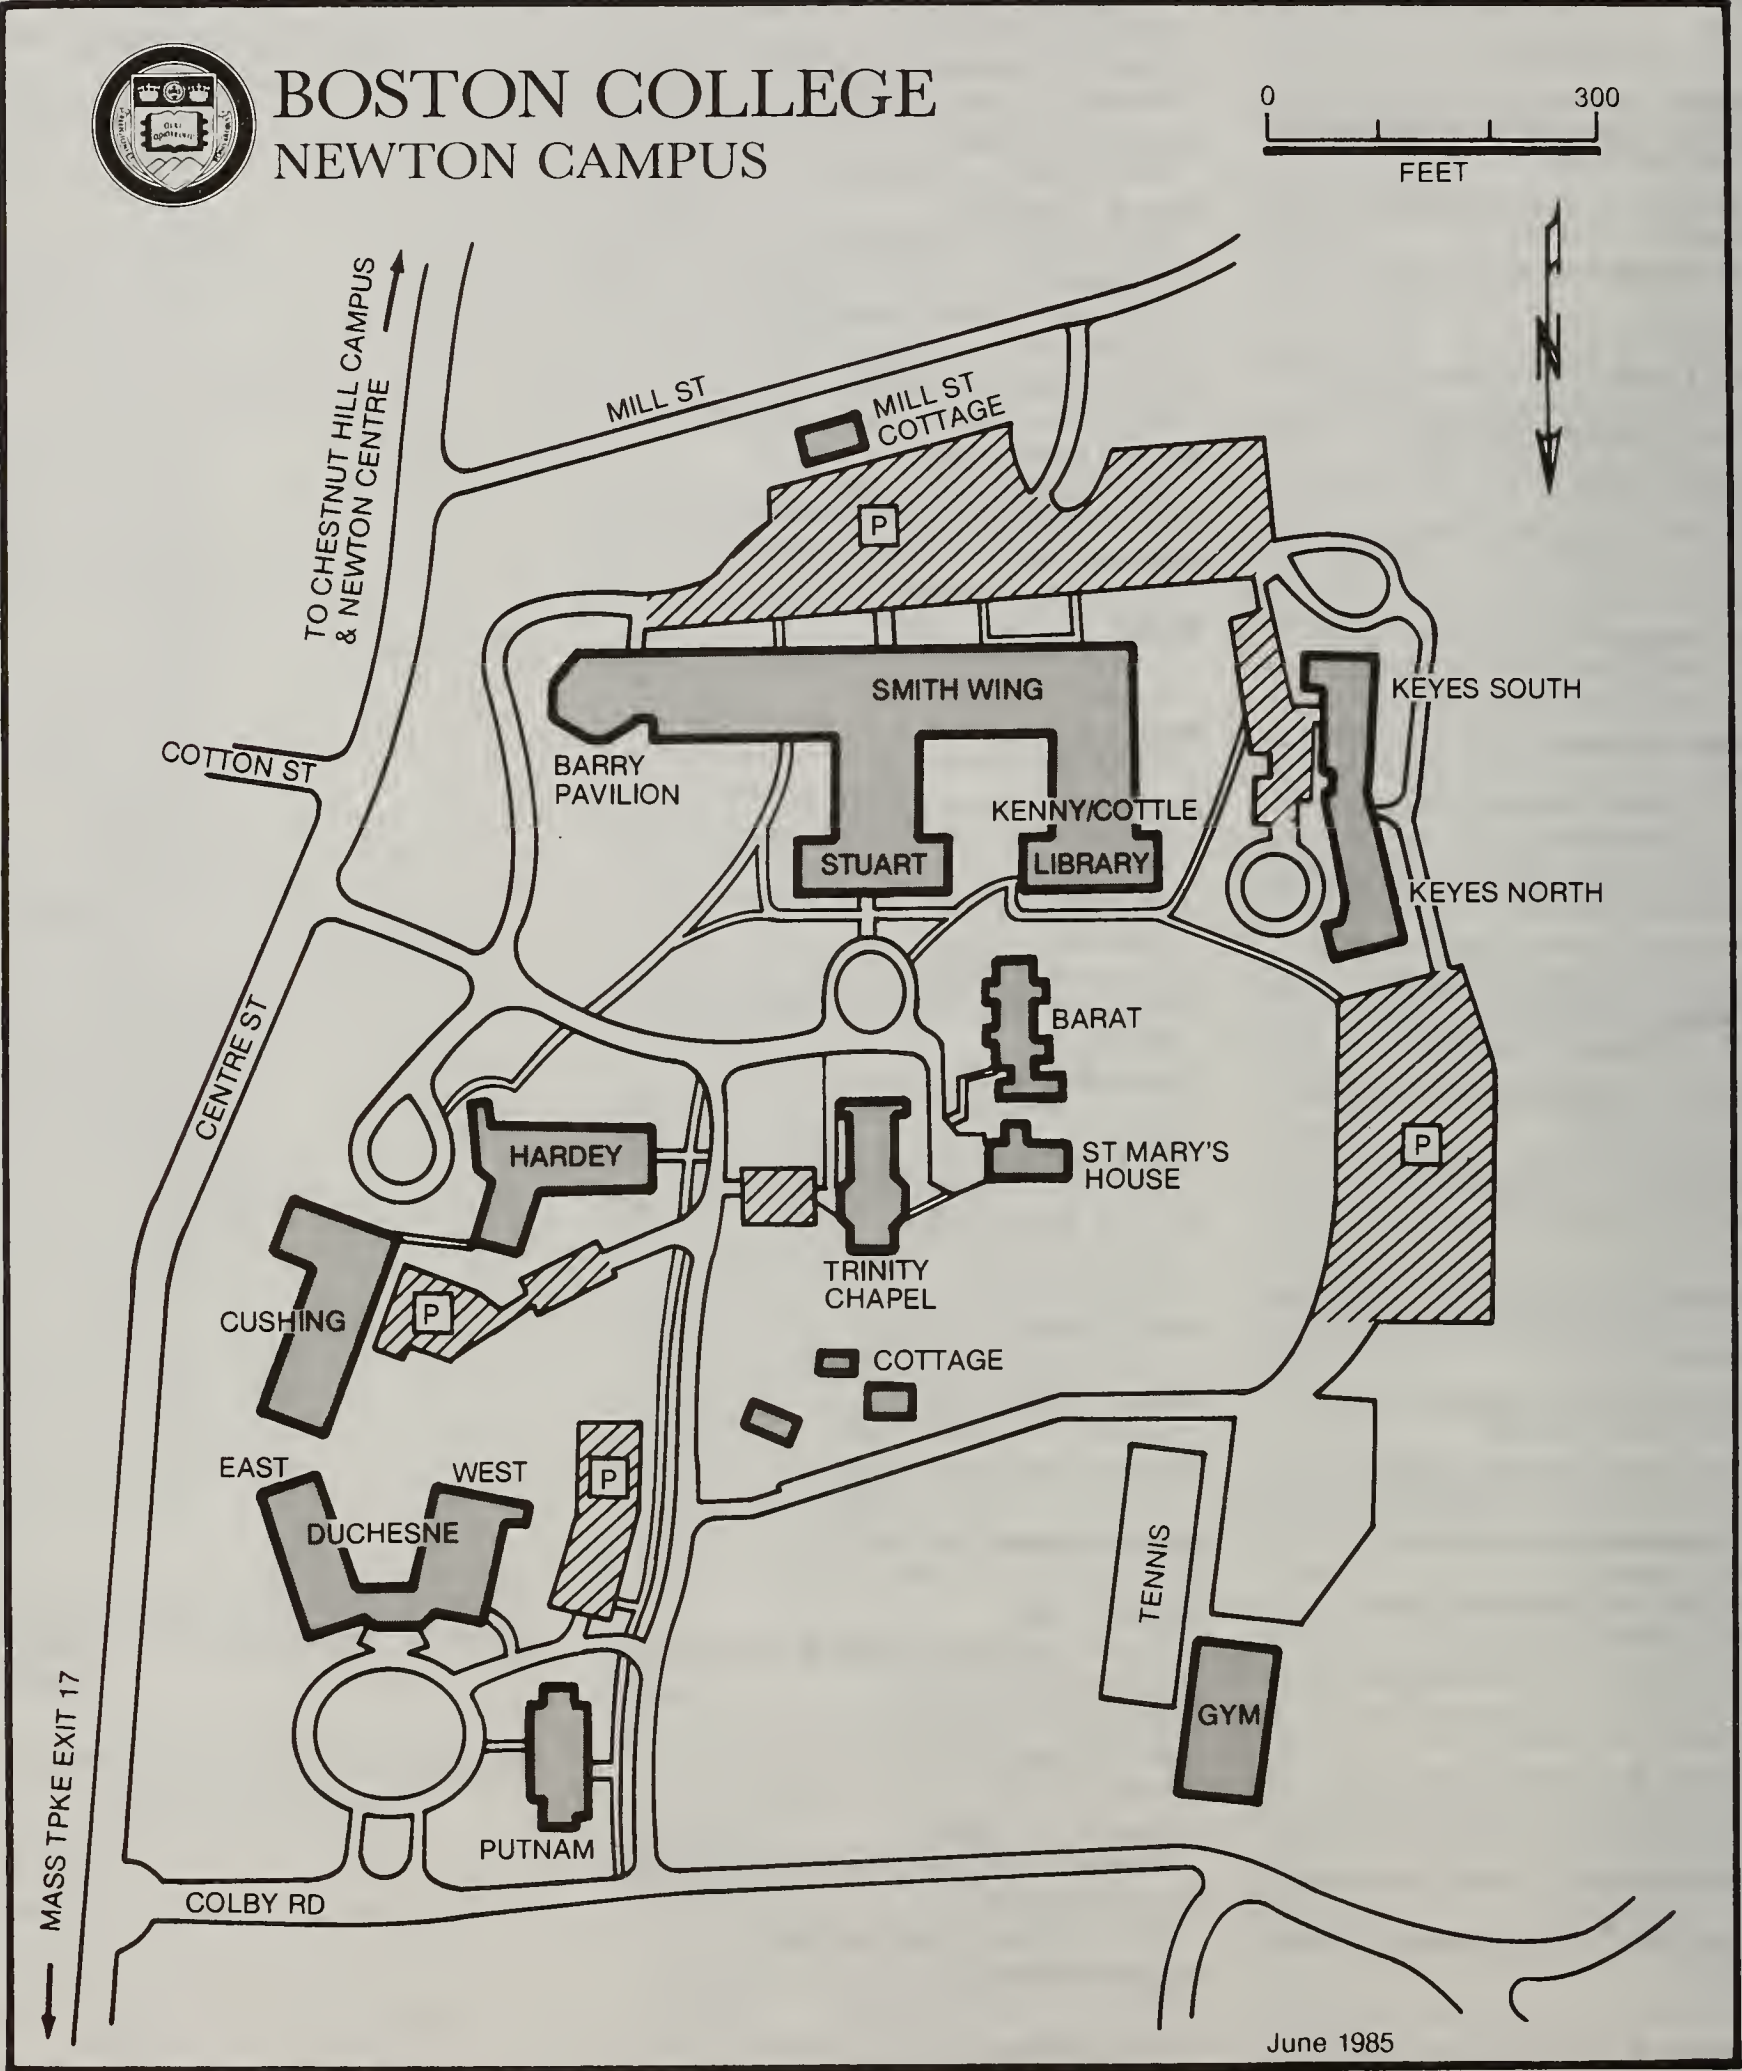 BOSTON COLLEGE
NEWTON CAMPUS
0 300
FEET
N
TO CHESTNUT HILL CAMPUS
& NEWTON CENTRE
MILL ST
MILL ST
COTTAGE
P
SMITH WING
KEYES SOUTH
COTTON ST
BARRY
PAVILION
KENNY/COTTLE
STUART
LIBRARY
KEYES NORTH
CENTRE ST
BARAT
HARDEY
P
ST MARY'S
HOUSE
TRINITY
CHAPEL
CUSHING
P
COTTAGE
EAST
WEST
P
DUCHESNE
TENNIS
GYM
MASS TPKE EXIT 17
PUTNAM
COLBY RD
June 1985